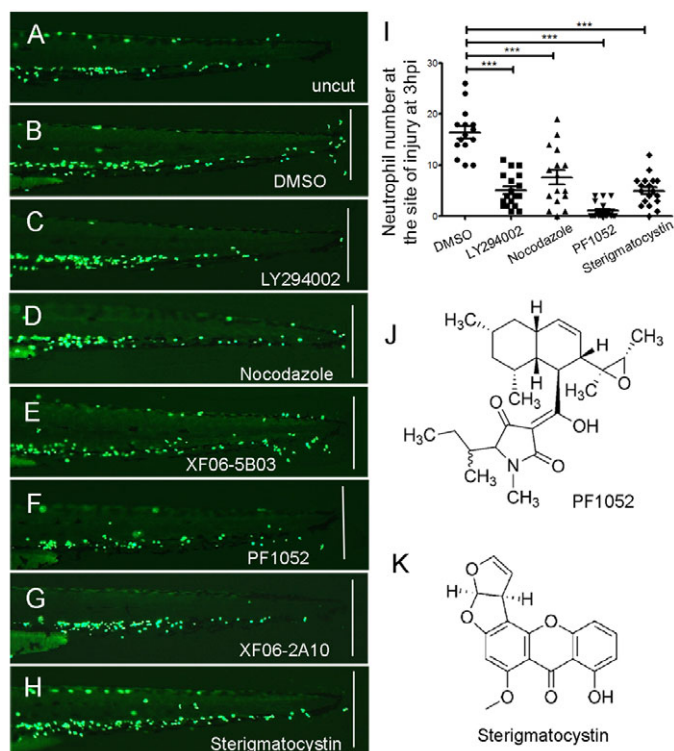 A
uncut
B
DMSO
C
LY294002
D
Nocodazole
E
XF06-5B03
F
PF1052
G
XF06-2A10
H
Sterigmatocystin
I
***
***
***
***
Neutrophil number at
the site of injury at 3hpi
30
20
10
0
DMSO
LY294002
Nocodazole
PF1052
Sterigmatocystin
J
H
H3C
CH3
H
H
CH3
H3C
O
O
OH
CH3
N
O
CH3
PF1052
K
O
H
H
O
O
O
O
OH
Sterigmatocystin